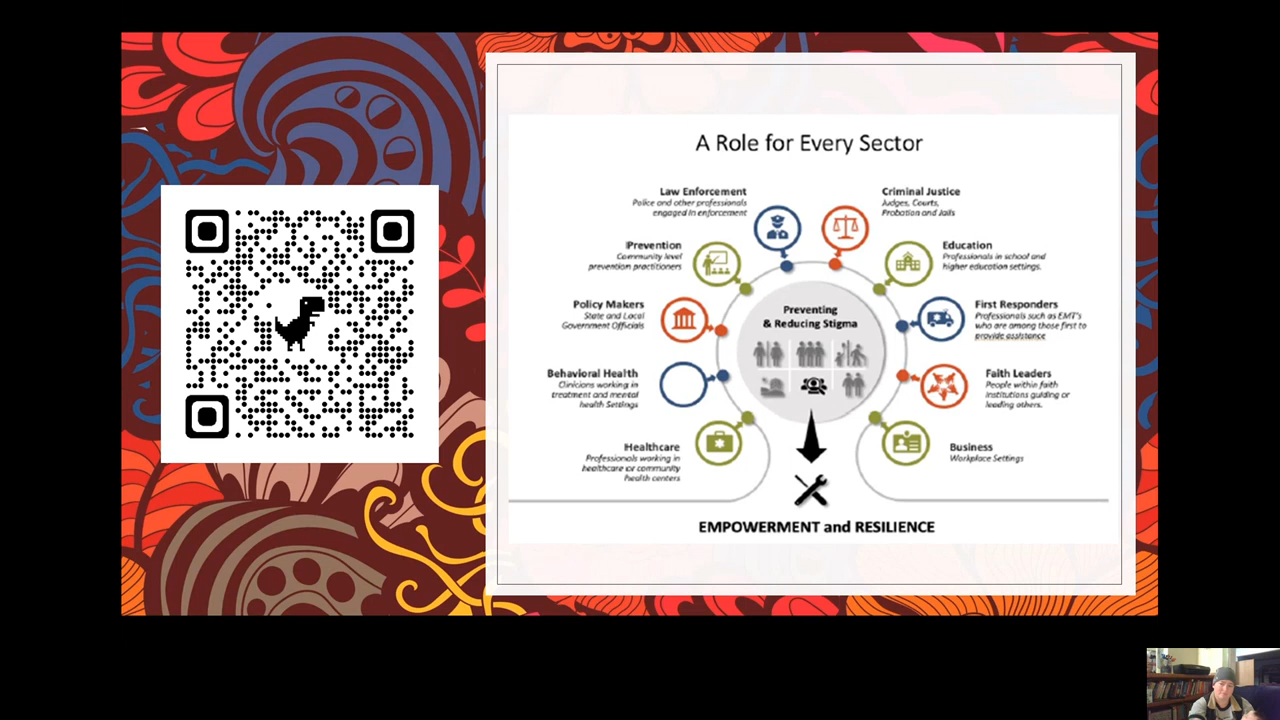 A Role for Every Sector
Law Enforcement
Police and other professionals
engaged in enforcement
Criminal Justice
Judges, Courts,
Probation and Jails
Prevention
Community level
prevention practitioners
Education
Professionals in school and
higher education settings.
Policy Makers
State and Local
Government Officials
First Responders
Professionals such as EMT's
who are among those first to
provide assistance
Preventing
& Reducing Stigma
Behavioral Health
Clinicians working in
treatment and mental
health Settings
Faith Leaders
People within faith
institutions guiding or
leading others.
Healthcare
Professionals working in
healthcare or community
health centers
Business
Workplace Settings
EMPOWERMENT and RESILIENCE